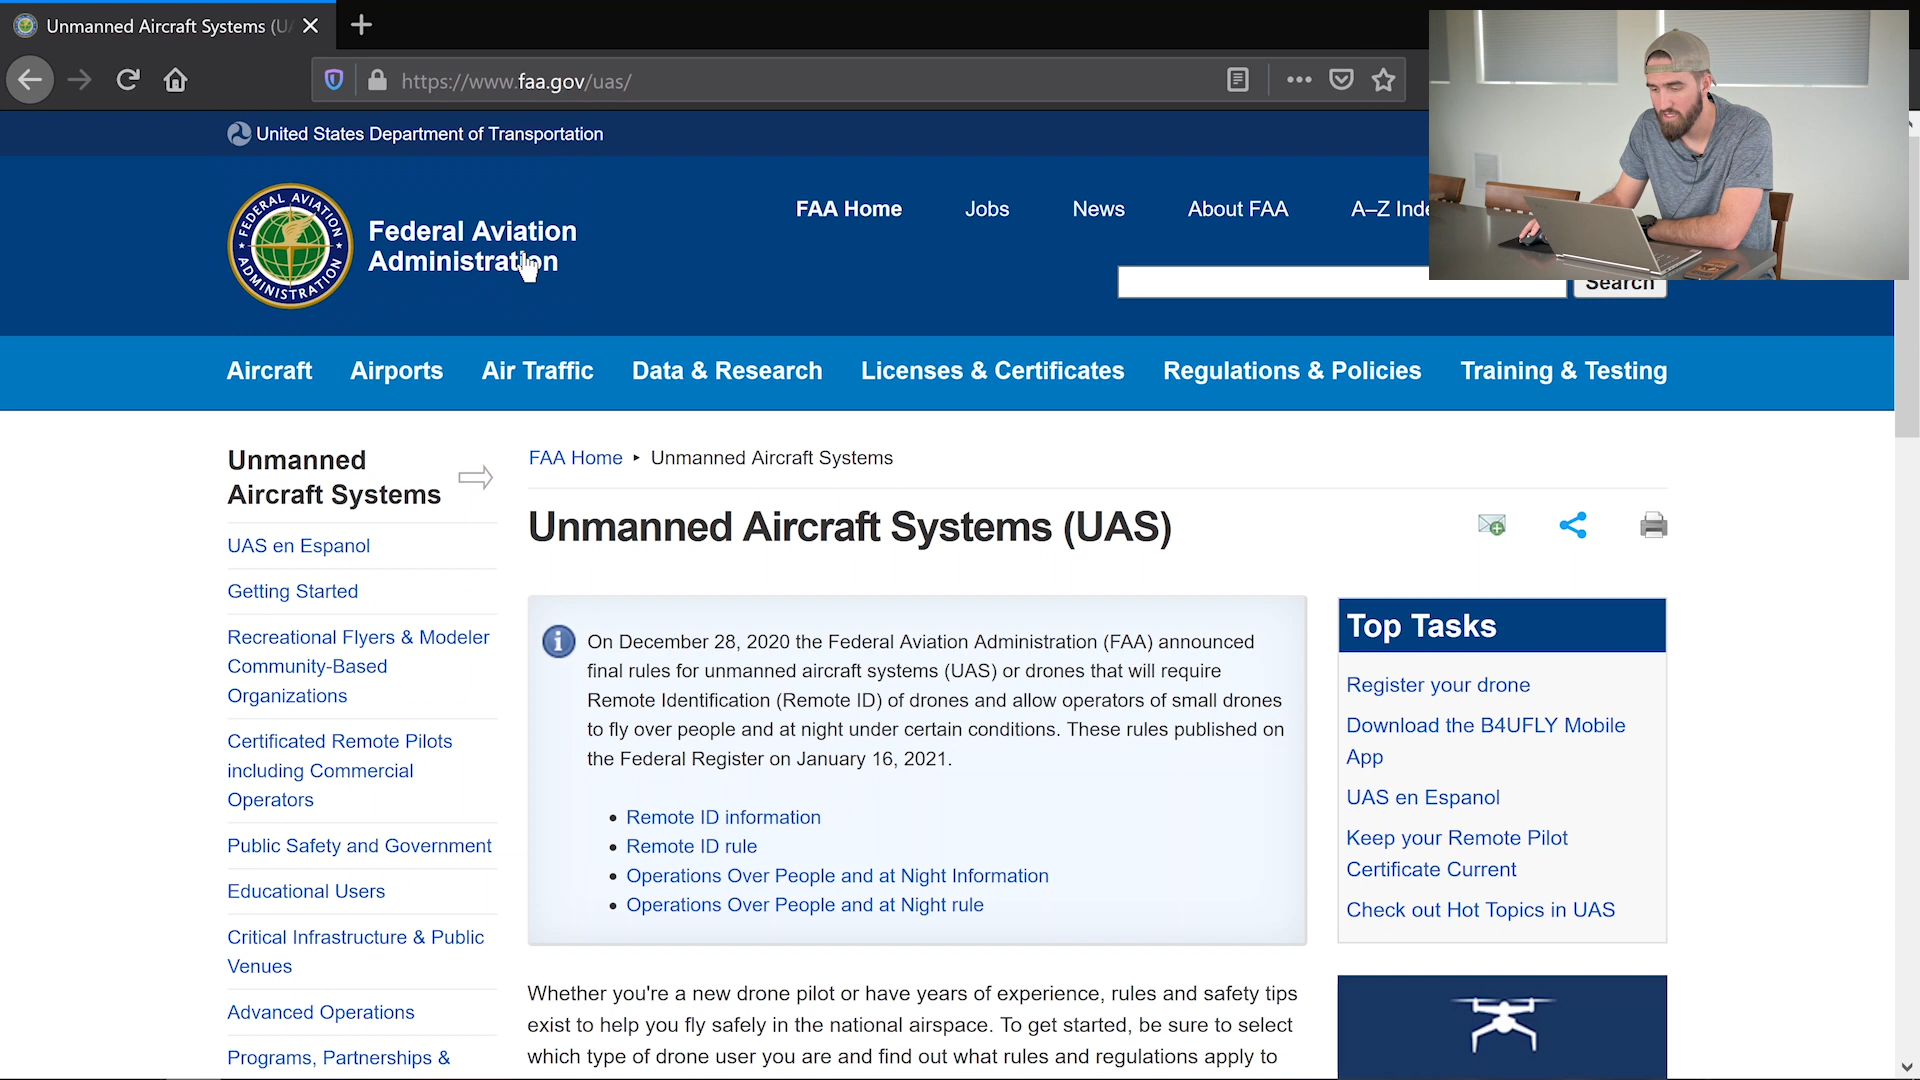 Unmanned Aircraft Systems (U
https://www.faa.gov/uas/
United States Department of Transportation
FEDERAL AVIATION ADMINISTRATION
Federal Aviation
Administration
FAA Home
Jobs
News
About FAA
A–Z Inde
Search
Aircraft
Airports
Air Traffic
Data & Research
Licenses & Certificates
Regulations & Policies
Training & Testing
Unmanned
Aircraft Systems
UAS en Espanol
Getting Started
Recreational Flyers & Modeler
Community-Based
Organizations
Certificated Remote Pilots
including Commercial
Operators
Public Safety and Government
Educational Users
Critical Infrastructure & Public
Venues
Advanced Operations
Programs, Partnerships &
FAA Home ▸ Unmanned Aircraft Systems
Unmanned Aircraft Systems (UAS)
On December 28, 2020 the Federal Aviation Administration (FAA) announced
final rules for unmanned aircraft systems (UAS) or drones that will require
Remote Identification (Remote ID) of drones and allow operators of small drones
to fly over people and at night under certain conditions. These rules published on
the Federal Register on January 16, 2021.
• Remote ID information
• Remote ID rule
• Operations Over People and at Night Information
• Operations Over People and at Night rule
Whether you're a new drone pilot or have years of experience, rules and safety tips
exist to help you fly safely in the national airspace. To get started, be sure to select
which type of drone user you are and find out what rules and regulations apply to
Top Tasks
Register your drone
Download the B4UFLY Mobile
App
UAS en Espanol
Keep your Remote Pilot
Certificate Current
Check out Hot Topics in UAS